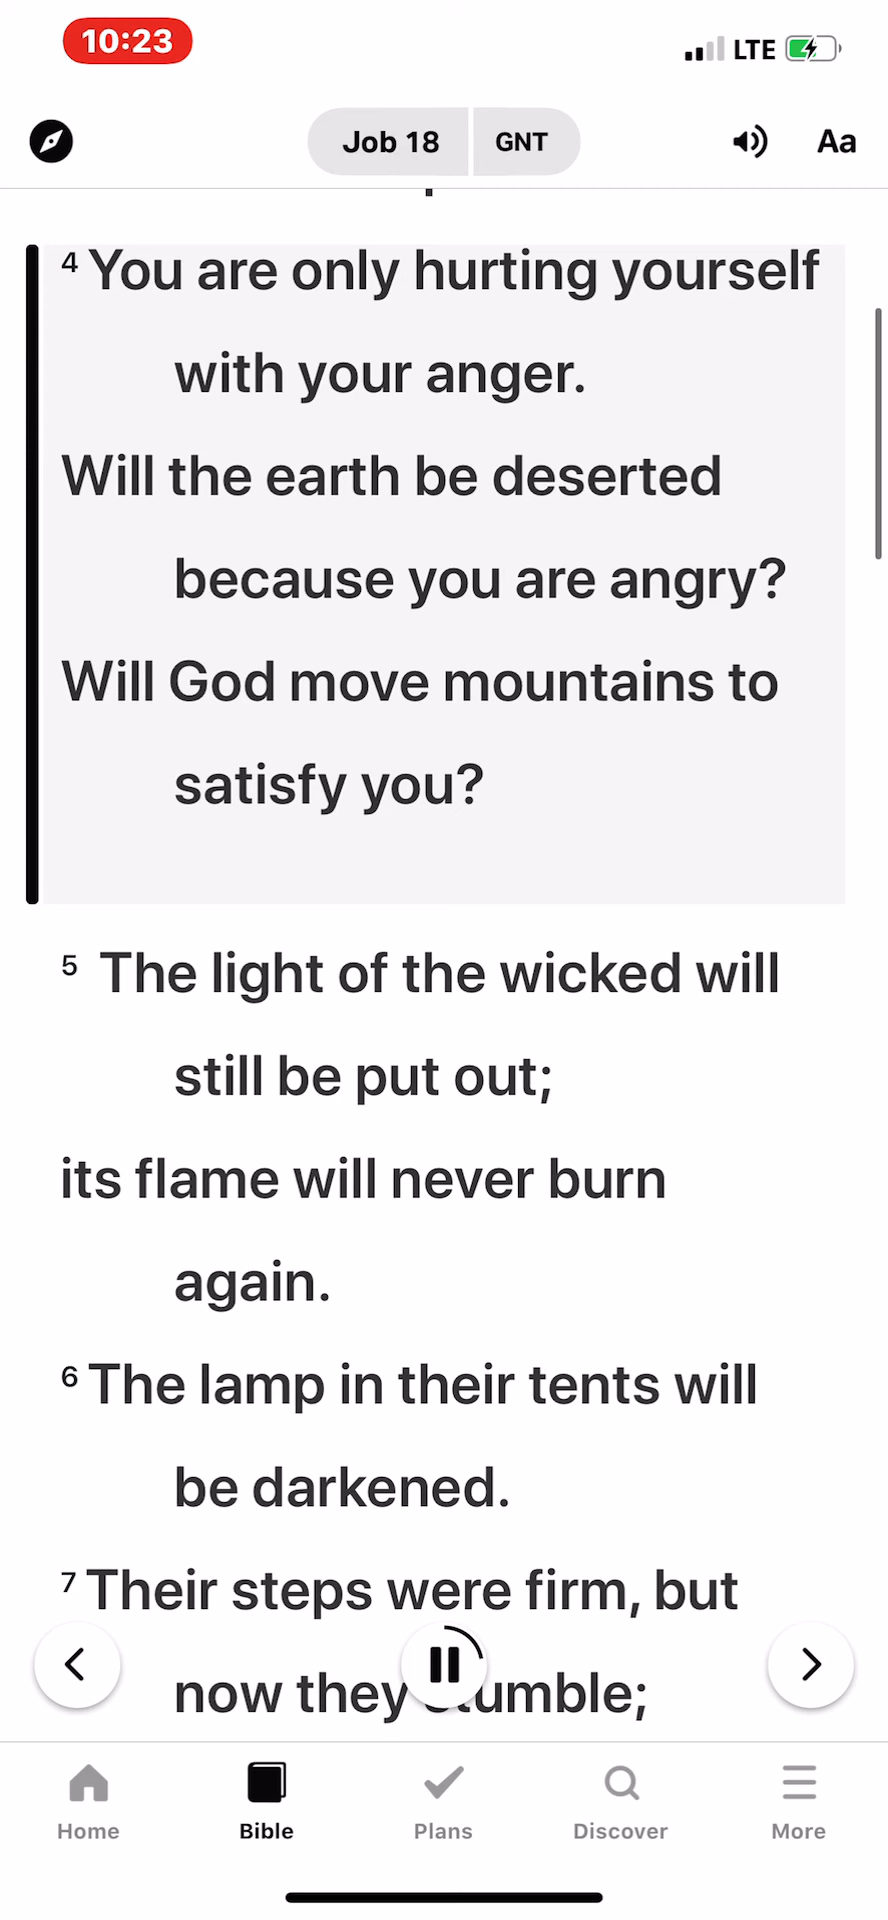 10:23
LTE
Job 18 GNT Aa
4 You are only hurting yourself
with your anger.
Will the earth be deserted
because you are angry?
Will God move mountains to
satisfy you?
5 The light of the wicked will
still be put out;
its flame will never burn
again.
6 The lamp in their tents will
be darkened.
7 Their steps were firm, but
now they stumble;
Home Bible Plans Discover More